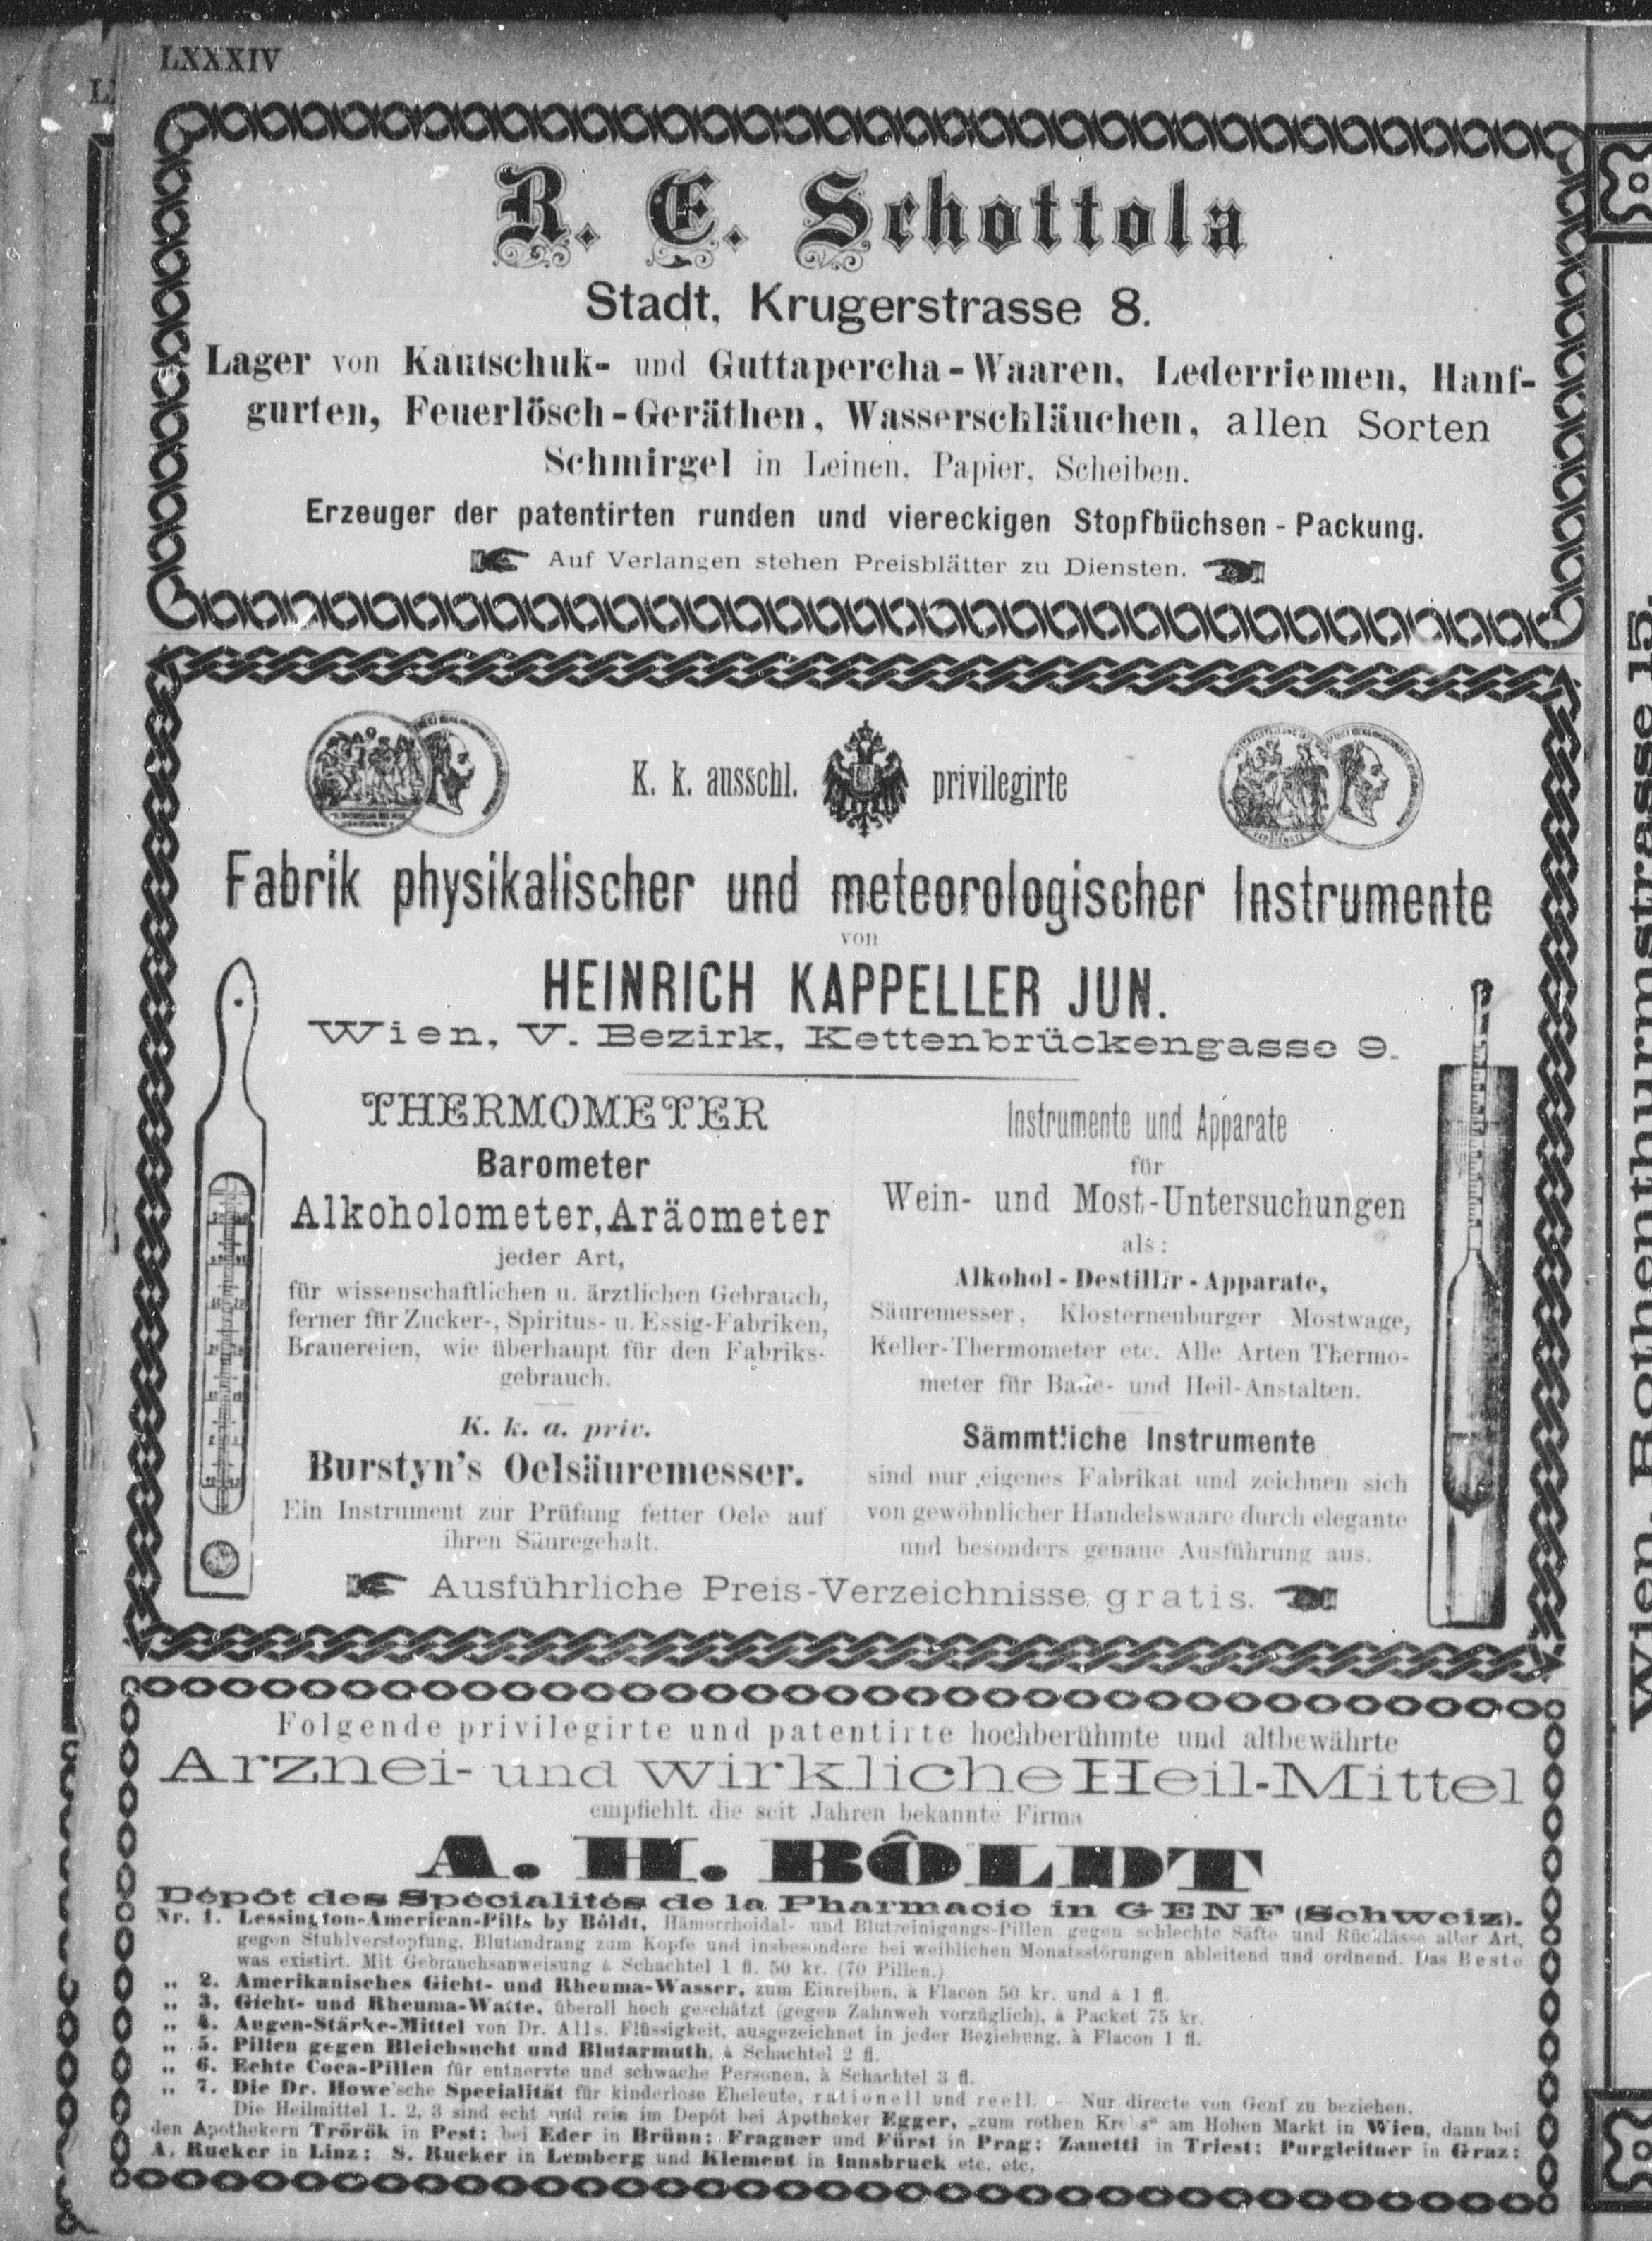 LXXXIV
R. E. Schottola
Stadt, Krugerstrasse 8.
Lager von Kautschuk- und Guttapercha-Waaren, Lederriemen, Hanf-
gurten, Feuerlösch-Geräthen, Wasserschläuchen, allen Sorten
Schmirgel in Leinen, Papier, Scheiben.
Erzeuger der patentirten runden und viereckigen Stopfbüchsen-Packung.
Auf Verlangen stehen Preisblätter zu Diensten.
K. k. ausschl. privilegirte
Fabrik physikalischer und meteorologischer Instrumente
von
HEINRICH KAPPELLER JUN.
Wien, V. Bezirk, Kettenbrückengasse 9.
THERMOMETER
Barometer
Alkoholometer, Aräometer
jeder Art,
für wissenschaftlichen u. ärztlichen Gebrauch,
ferner für Zucker-, Spiritus- u. Essig-Fabriken,
Brauereien, wie überhaupt für den Fabriks-
gebrauch.
K. k. a. priv.
Burstyn's Oelsäuremesser.
Ein Instrument zur Prüfung fetter Oele auf
ihren Säuregehalt.
Instrumente und Apparate
für
Wein- und Most-Untersuchungen
als:
Alkohol-Destillir-Apparate,
Säuremesser, Klosterneuburger Mostwage,
Keller-Thermometer etc. Alle Arten Thermo-
meter für Bade- und Heil-Anstalten.
Sämmtliche Instrumente
sind nur eigenes Fabrikat und zeichnen sich
von gewöhnlicher Handelswaare durch elegante
und besonders genaue Ausführung aus.
Ausführliche Preis-Verzeichnisse gratis.
Folgende privilegirte und patentirte hochberühmte und altbewährte
Arznei- und wirkliche Heil-Mittel
empfiehlt die seit Jahren bekannte Firma
A. H. BÔLDT
Dépôt des Spécialités de la Pharmacie in GENF (Schweiz).
Nr. 1. Lessington-American-Pills by Bôldt, Hämorrhoidal- und Blutreinigungs-Pillen gegen schlechte Säfte und Rücklässe aller Art,
gegen Stuhlverstopfung, Blutandrang zum Kopfe und insbesondere bei weiblichen Monatsstörungen ableitend und ordnend. Das Beste
was existirt. Mit Gebrauchsanweisung à Schachtel 1 fl. 50 kr. (70 Pillen.)
„ 2. Amerikanisches Gicht- und Rheuma-Wasser, zum Einreiben, à Flacon 50 kr. und à 1 fl.
„ 3. Gicht- und Rheuma-Watte, überall hoch geschätzt (gegen Zahnweh vorzüglich), à Packet 75 kr.
„ 4. Augen-Stärke-Mittel von Dr. Alls. Flüssigkeit, ausgezeichnet in jeder Beziehung, à Flacon 1 fl.
„ 5. Pillen gegen Bleichsucht und Blutarmuth, à Schachtel 2 fl.
„ 6. Echte Coca-Pillen für entnervte und schwache Personen, à Schachtel 3 fl.
„ 7. Die Dr. Howe'sche Specialität für kinderlose Eheleute, rationell und reell. — Nur directe von Genf zu beziehen.
Die Heilmittel 1. 2, 3 sind echt und rein im Depôt bei Apotheker Egger, „zum rothen Krebs“ am Hohen Markt in Wien, dann bei
den Apothekern Trörök in Pest; bei Eder in Brünn; Fragner und Fürst in Prag; Zanetti in Triest; Purgleitner in Graz;
A. Rucker in Linz; S. Rucker in Lemberg und Klement in Innsbruck etc. etc.
Wien, Rothenthurmstrasse 15.